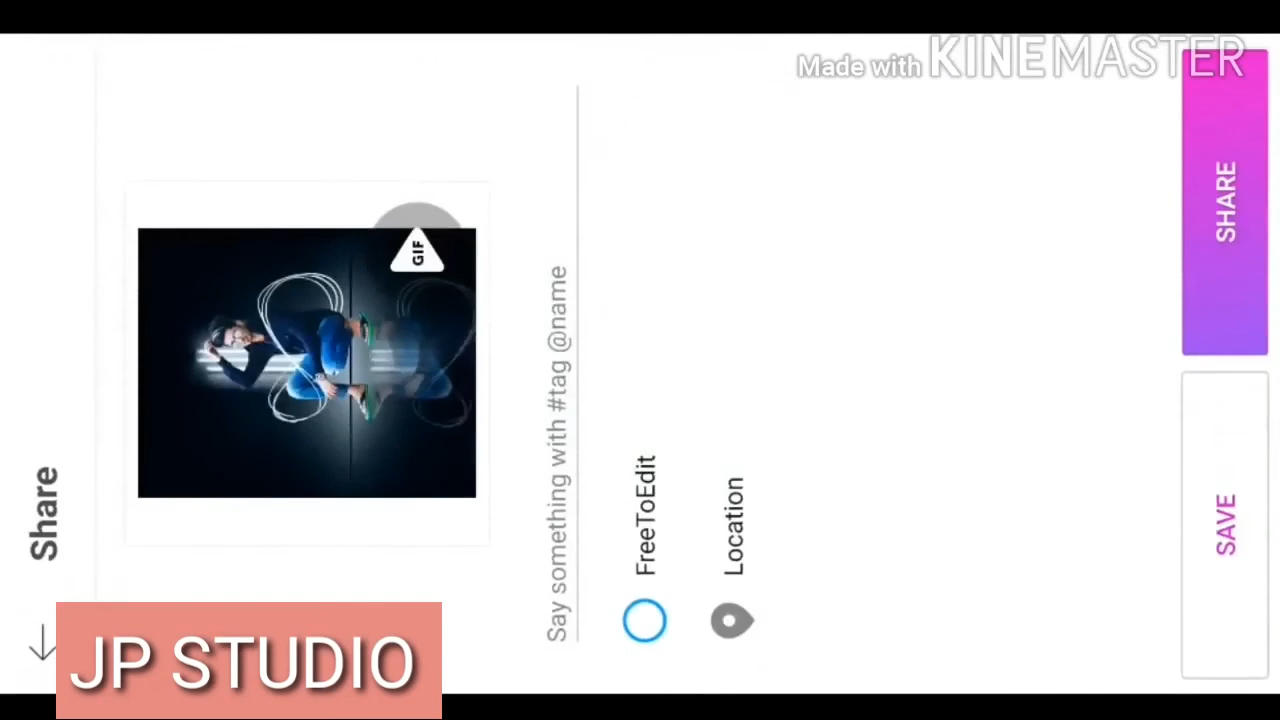 Made with KINEMASTER
Share
GIF
Say something with #tag @name
FreeToEdit
Location
SAVE
SHARE
JP STUDIO